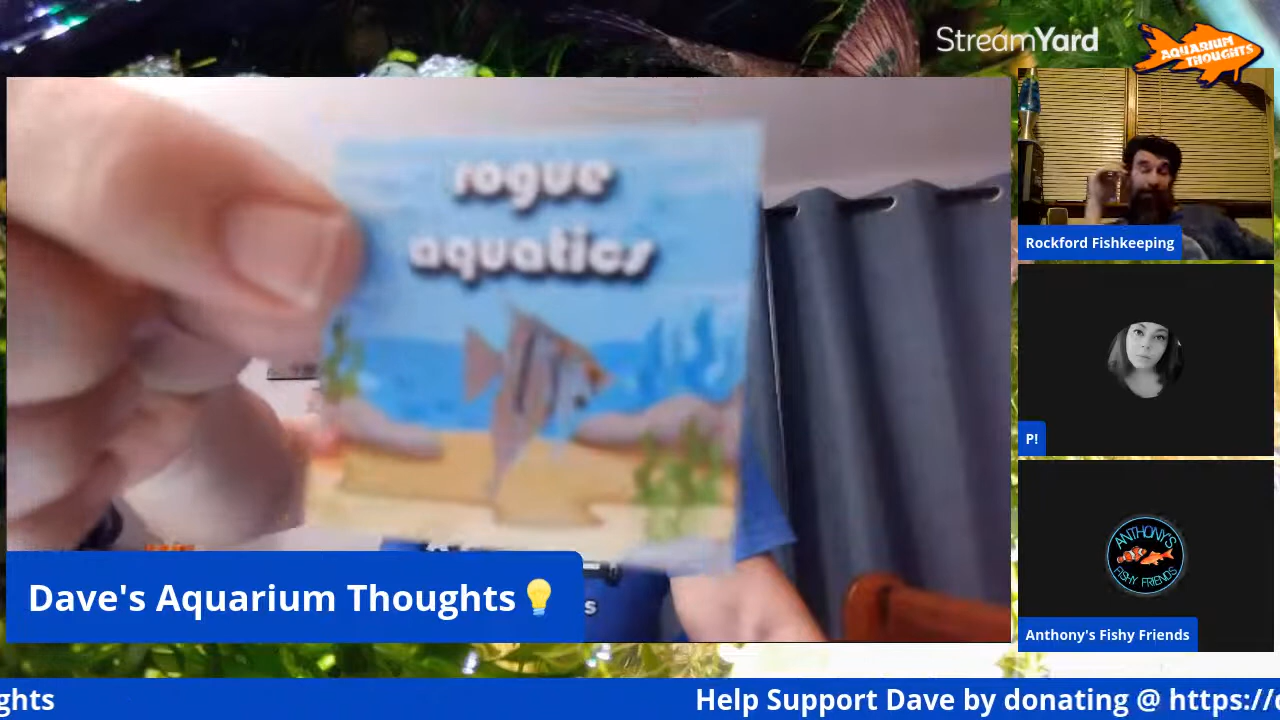 StreamYard
AQUARIUM
THOUGHTS
rogue
aquatics
Rockford Fishkeeping
P!
ANTHONY'S
FISHY FRIENDS
Anthony's Fishy Friends
Dave's Aquarium Thoughts💡
s
ghts
Help Support Dave by donating @ https://